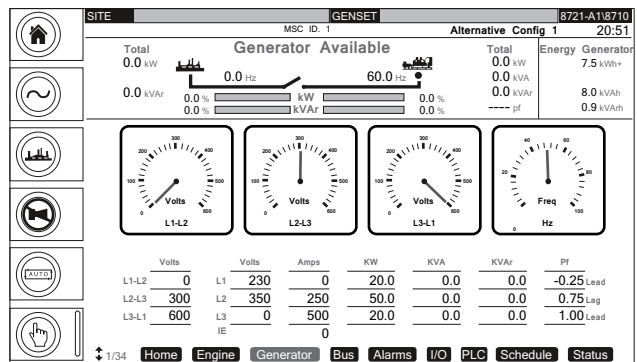 SITE GENSET 8721-A1\8710
MSC ID. 1 Alternative Config 1 20:51
Total Generator Available Total Energy Generator
0.0 kW 0.0 kW 7.5 kWh+
0.0 Hz 60.0 Hz 0.0 kVA
0.0 kVAr 0.0 % kW 0.0 % 0.0 kVAr 8.0 kVAh
0.0 % kVAr 0.0 % ---- pf 0.9 kVArh
0 100 200 300 500 600
Volts
L1-L2
0 100 200 300 500 600
Volts
L2-L3
0 100 200 300 500 600
Volts
L3-L1
0 20 40 60 80 100
Freq
Hz
AUTO
Volts Volts Amps KW KVA KVAr Pf
L1-L2 0 L1 230 0 20.0 0.0 0.0 -0.25 Lead
L2-L3 300 L2 350 250 50.0 0.0 0.0 0.75 Lag
L3-L1 600 L3 0 500 20.0 0.0 0.0 1.00 Lead
IE 0
1/34 Home Engine Generator Bus Alarms I/O PLC Schedule Status